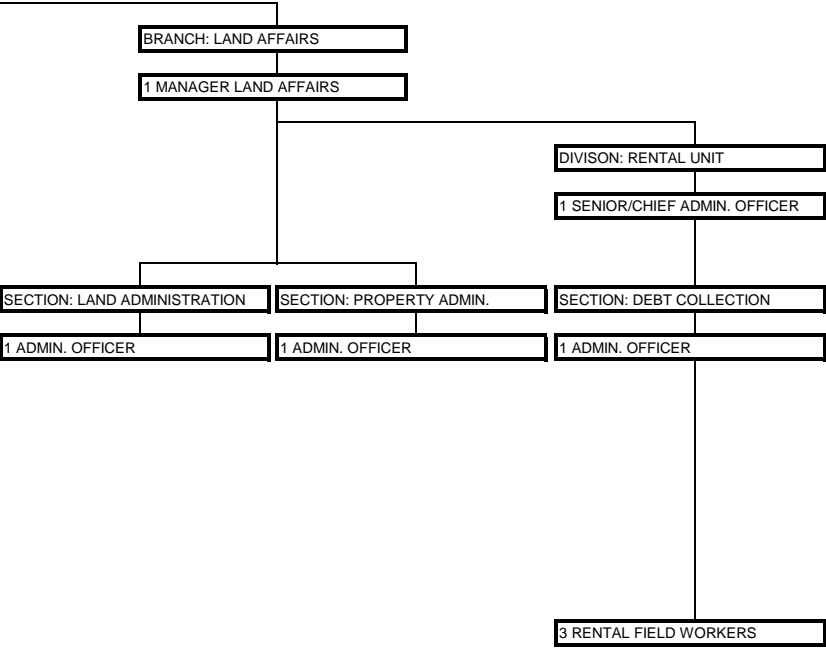 BRANCH: LAND AFFAIRS
1 MANAGER LAND AFFAIRS
DIVISON: RENTAL UNIT
1 SENIOR/CHIEF ADMIN. OFFICER
SECTION: LAND ADMINISTRATION
SECTION: PROPERTY ADMIN.
SECTION: DEBT COLLECTION
1 ADMIN. OFFICER
1 ADMIN. OFFICER
1 ADMIN. OFFICER
3 RENTAL FIELD WORKERS